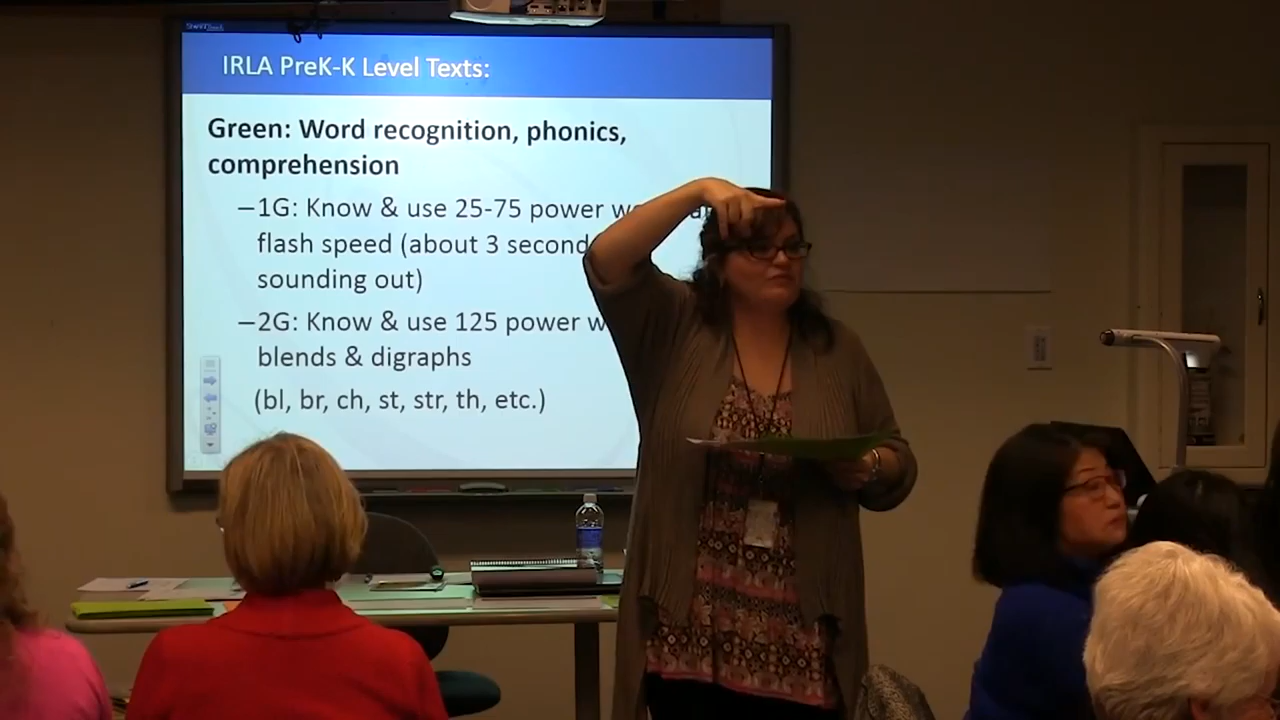 IRLA PreK-K Level Texts:
Green: Word recognition, phonics,
comprehension
–1G: Know & use 25-75 power
flash speed (about 3
sounding out)
–2G: Know & use 125 power
blends & digraphs
(bl, br, ch, st, str, th, etc.)